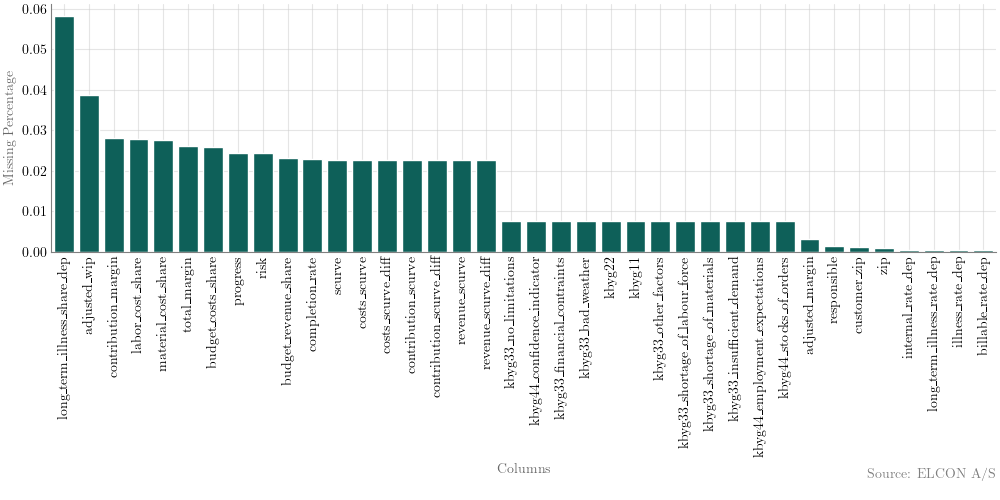 0.06
0.05
0.04
0.03
0.02
0.01
0.00
Missing Percentage
long_term_illness_share_dep
adjusted_wip
contribution_margin
labor_cost_share
material_cost_share
total_margin
budget_costs_share
progress
risk
budget_revenue_share
completion_rate
scurve
costs_scurve
costs_scurve_diff
contribution_scurve
contribution_scurve_diff
revenue_scurve
revenue_scurve_diff
kbyg33_no_limitations
kbyg44_confidence_indicator
kbyg33_financial_contraints
kbyg33_bad_weather
kbyg22
kbyg11
kbyg33_other_factors
kbyg33_shortage_of_labour_force
kbyg33_shortage_of_materials
kbyg33_insufficient_demand
kbyg44_employment_expectations
kbyg44_stocks_of_orders
adjusted_margin
responsible
customer_zip
zip
internal_rate_dep
long_term_illness_rate_dep
illness_rate_dep
billable_rate_dep
Columns
Source: ELCON A/S